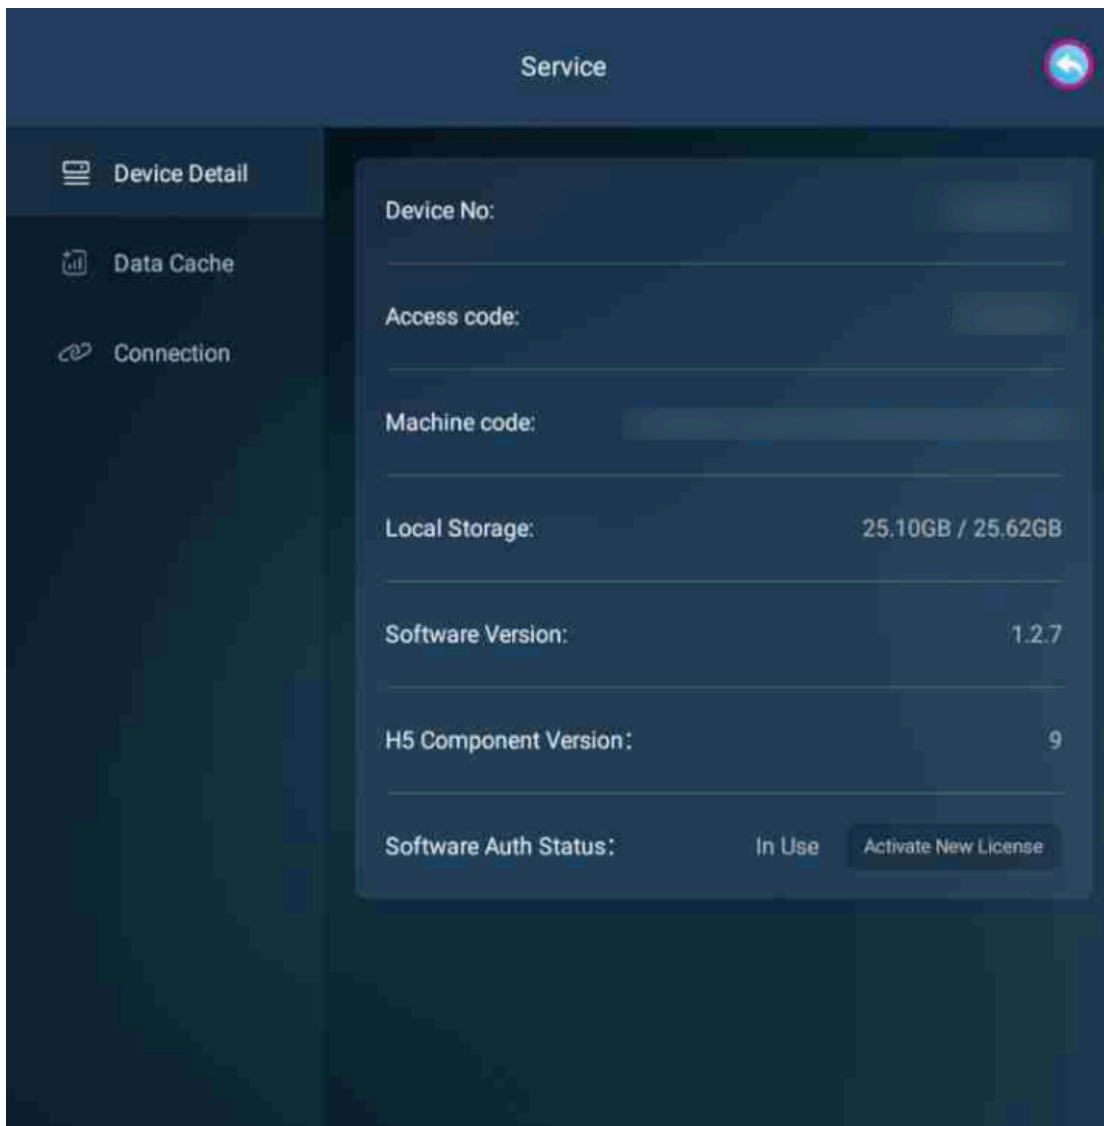 Service
Device Detail
Data Cache
Connection
Device No:
Access code:
Machine code:
Local Storage: 25.10GB / 25.62GB
Software Version: 1.2.7
H5 Component Version： 9
Software Auth Status： In Use Activate New License